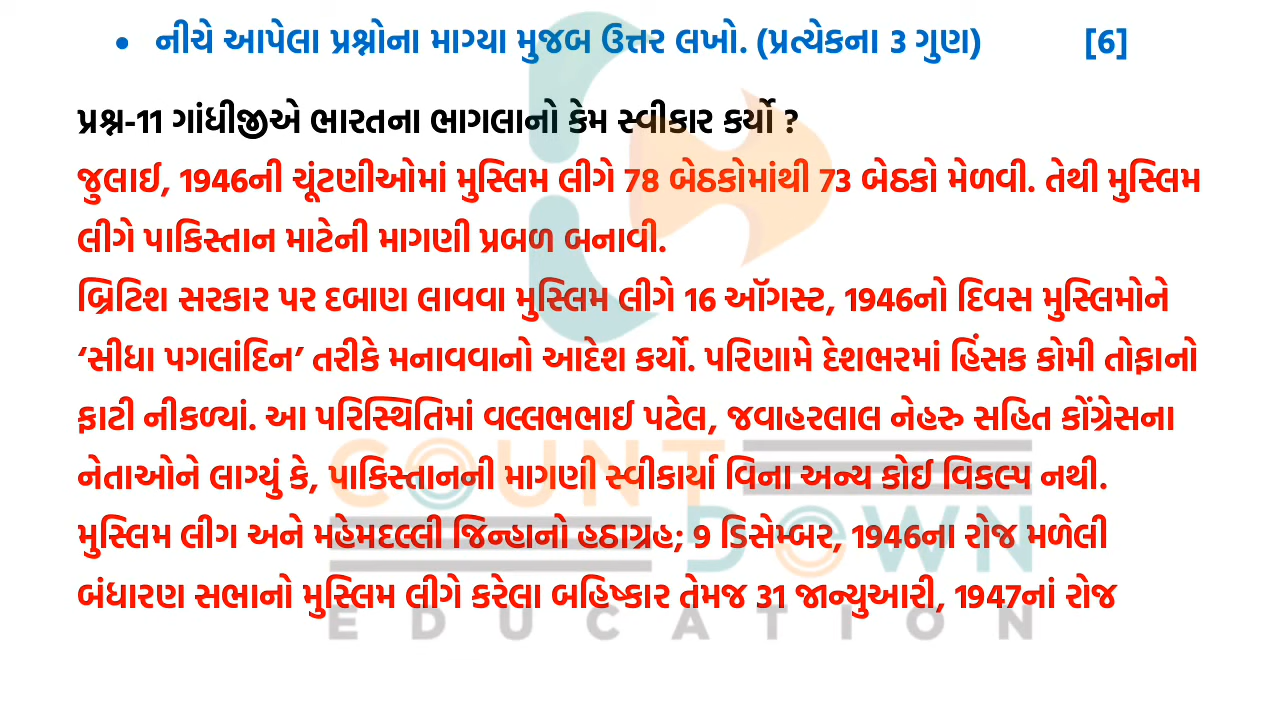 • નીચે આપેલા પ્રશ્નોના માગ્યા મુજબ ઉત્તર લખો. (પ્રત્યેકના 3 ગુણ) [6]
પ્રશ્ન-11 ગાંધીજીએ ભારતના ભાગલાનો કેમ સ્વીકાર કર્યો ?
જુલાઈ, 1946ની ચૂંટણીઓમાં મુસ્લિમ લીગે 78 બેઠકોમાંથી 73 બેઠકો મેળવી. તેથી મુસ્લિમ
લીગે પાકિસ્તાન માટેની માગણી પ્રબળ બનાવી.
બ્રિટિશ સરકાર પર દબાણ લાવવા મુસ્લિમ લીગે 16 ઑગસ્ટ, 1946નો દિવસ મુસ્લિમોને
‘સીધા પગલાંદિન’ તરીકે મનાવવાનો આદેશ કર્યો. પરિણામે દેશભરમાં હિંસક કોમી તોફાનો
ફાટી નીકળ્યાં. આ પરિસ્થિતિમાં વલ્લભભાઈ પટેલ, જવાહરલાલ નેહરુ સહિત કોંગ્રેસના
નેતાઓને લાગ્યું કે, પાકિસ્તાનની માગણી સ્વીકાર્યા વિના અન્ય કોઈ વિકલ્પ નથી.
મુસ્લિમ લીગ અને મહેમદલ્લી જિન્હાનો હઠાગ્રહ; 9 ડિસેમ્બર, 1946ના રોજ મળેલી
બંધારણ સભાનો મુસ્લિમ લીગે કરેલા બહિષ્કાર તેમજ 31 જાન્યુઆરી, 1947નાં રોજ
COUNT
DOWN
EDUCATION